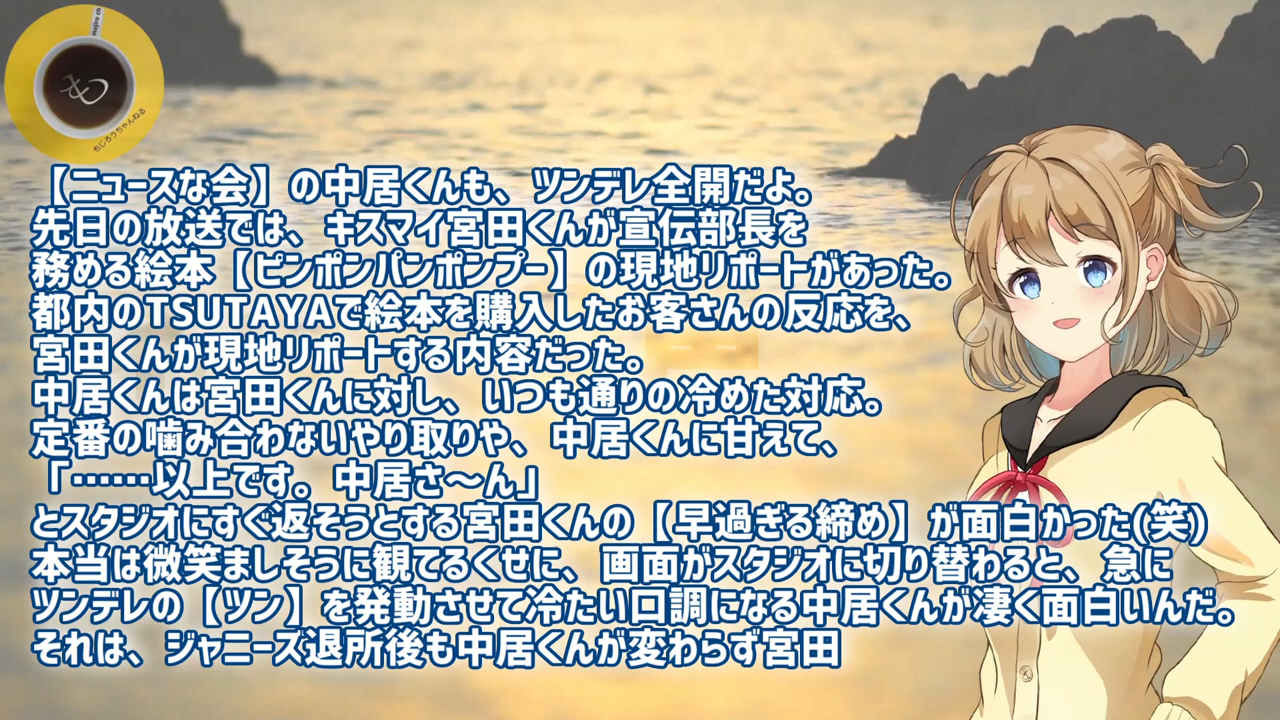 mojiro ch
も
もじろうちゃんねる
【ニュースな会】の中居くんも、ツンデレ全開だよ。
先日の放送では、キスマイ宮田くんが宣伝部長を
務める絵本【ピンポンパンポンプー】の現地リポートがあった。
都内のTSUTAYAで絵本を購入したお客さんの反応を、
宮田くんが現地リポートする内容だった。
中居くんは宮田くんに対し、いつも通りの冷めた対応。
定番の噛み合わないやり取りや、中居くんに甘えて、
「……以上です。中居さ〜ん」
とスタジオにすぐ返そうとする宮田くんの【早過ぎる締め】が面白かった(笑)
本当は微笑ましそうに観てるくせに、画面がスタジオに切り替わると、急に
ツンデレの【ツン】を発動させて冷たい口調になる中居くんが凄く面白いんだ。
それは、ジャニーズ退所後も中居くんが変わらず宮田